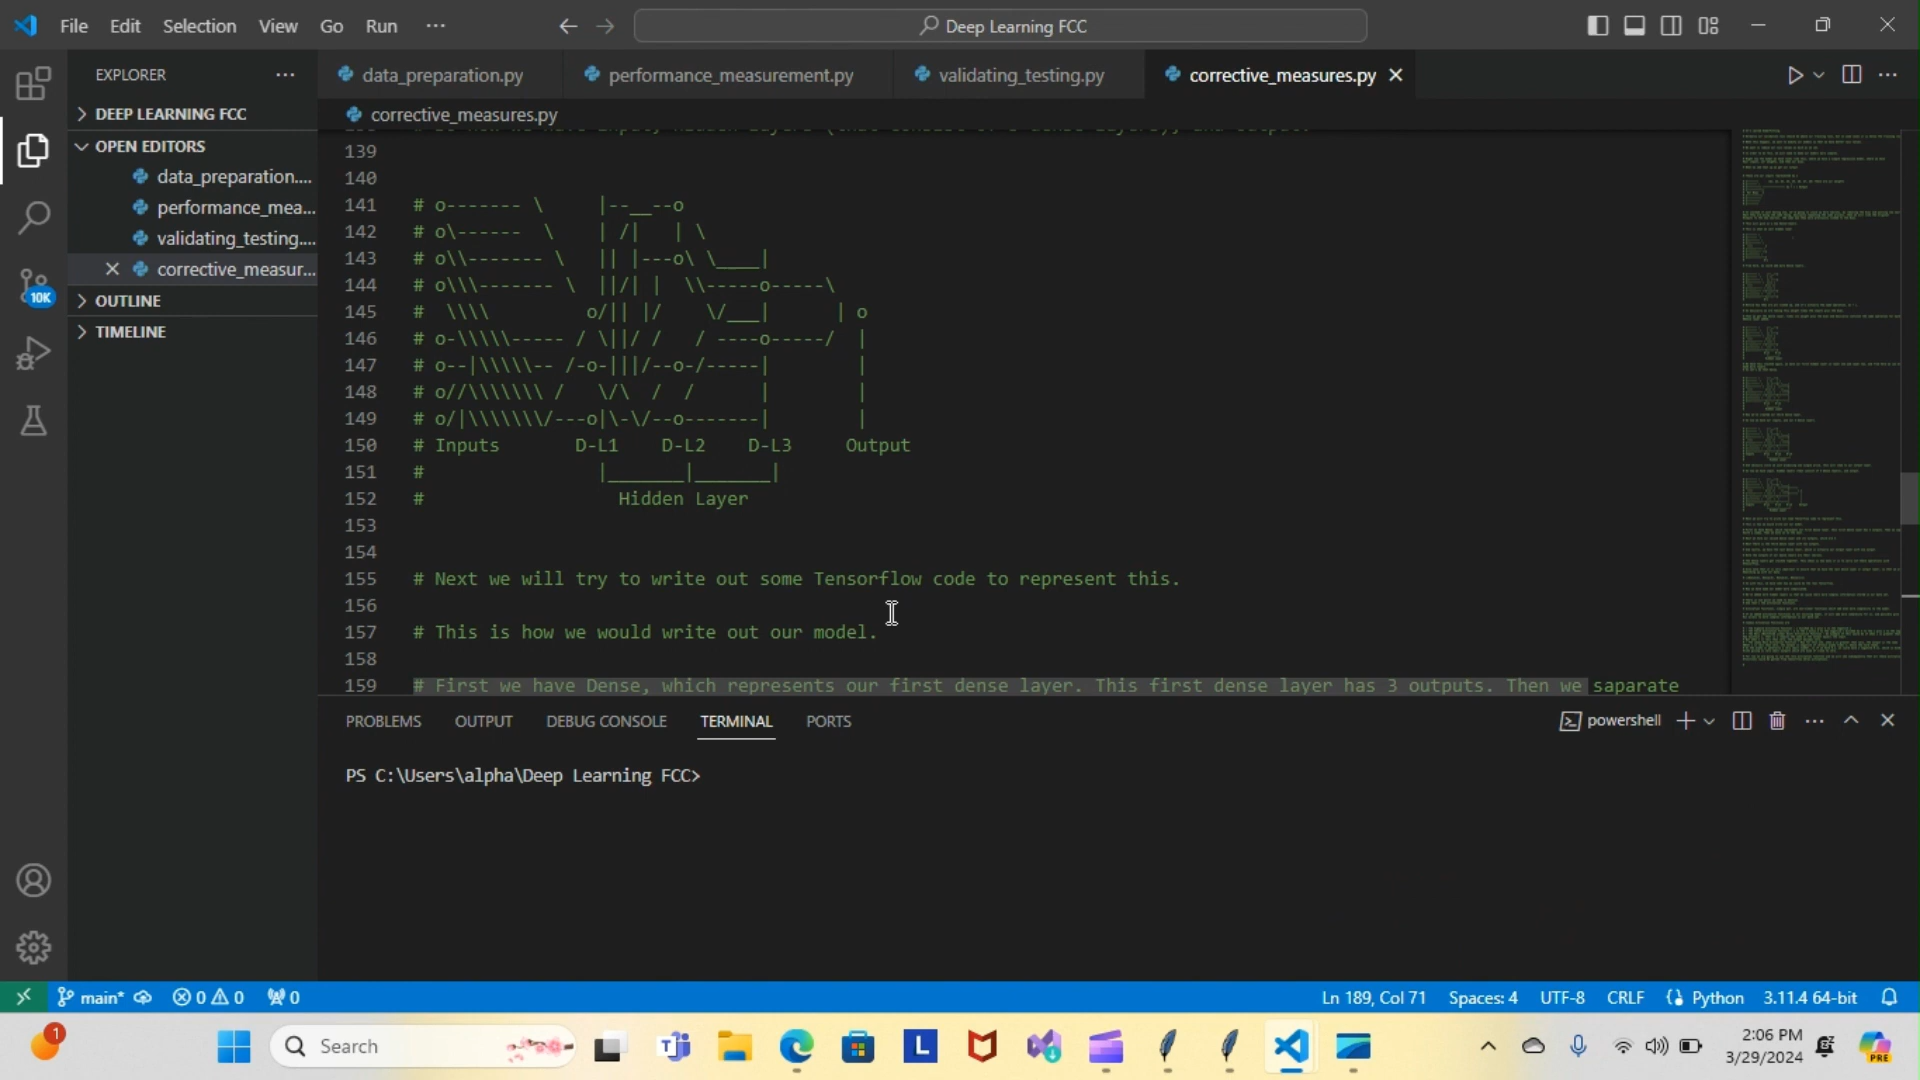 File Edit Selection View Go Run ··· Deep Learning FCC
EXPLORER ···
DEEP LEARNING FCC
OPEN EDITORS
data_preparation....
performance_mea...
validating_testing....
corrective_measur...
OUTLINE
TIMELINE
10K
data_preparation.py performance_measurement.py validating_testing.py corrective_measures.py
corrective_measures.py
139
140
141 # o------- \      |--__--o
142 # o\------  \     | /|   | \
143 # o\\------- \   || |---o\ \____|
144 # o\\\------- \  ||/| |  \\-----o-----\
145 #  \\\\         o/|| |/    \/___|       | o
146 # o-\\\\\----- / \||/ /   / ----o-----/  |
147 # o--|\\\\\-- /-o-|||/--o-/-----|        |
148 # o//\\\\\\\ /   \/\  /  /      |        |
149 # o/|\\\\\\\/---o|\-\/--o-------|        |
150 # Inputs       D-L1    D-L2    D-L3     Output
151 #                |_______|_______|
152 #                  Hidden Layer
153
154
155 # Next we will try to write out some Tensorflow code to represent this.
156
157 # This is how we would write out our model.
158
159 # First we have Dense, which represents our first dense layer. This first dense layer has 3 outputs. Then we saparate
PROBLEMS OUTPUT DEBUG CONSOLE TERMINAL PORTS powershell
PS C:\Users\alpha\Deep Learning FCC>
main* 0 0 0 Ln 189, Col 71 Spaces: 4 UTF-8 CRLF Python 3.11.4 64-bit
1 Search L PRE
2:06 PM
3/29/2024